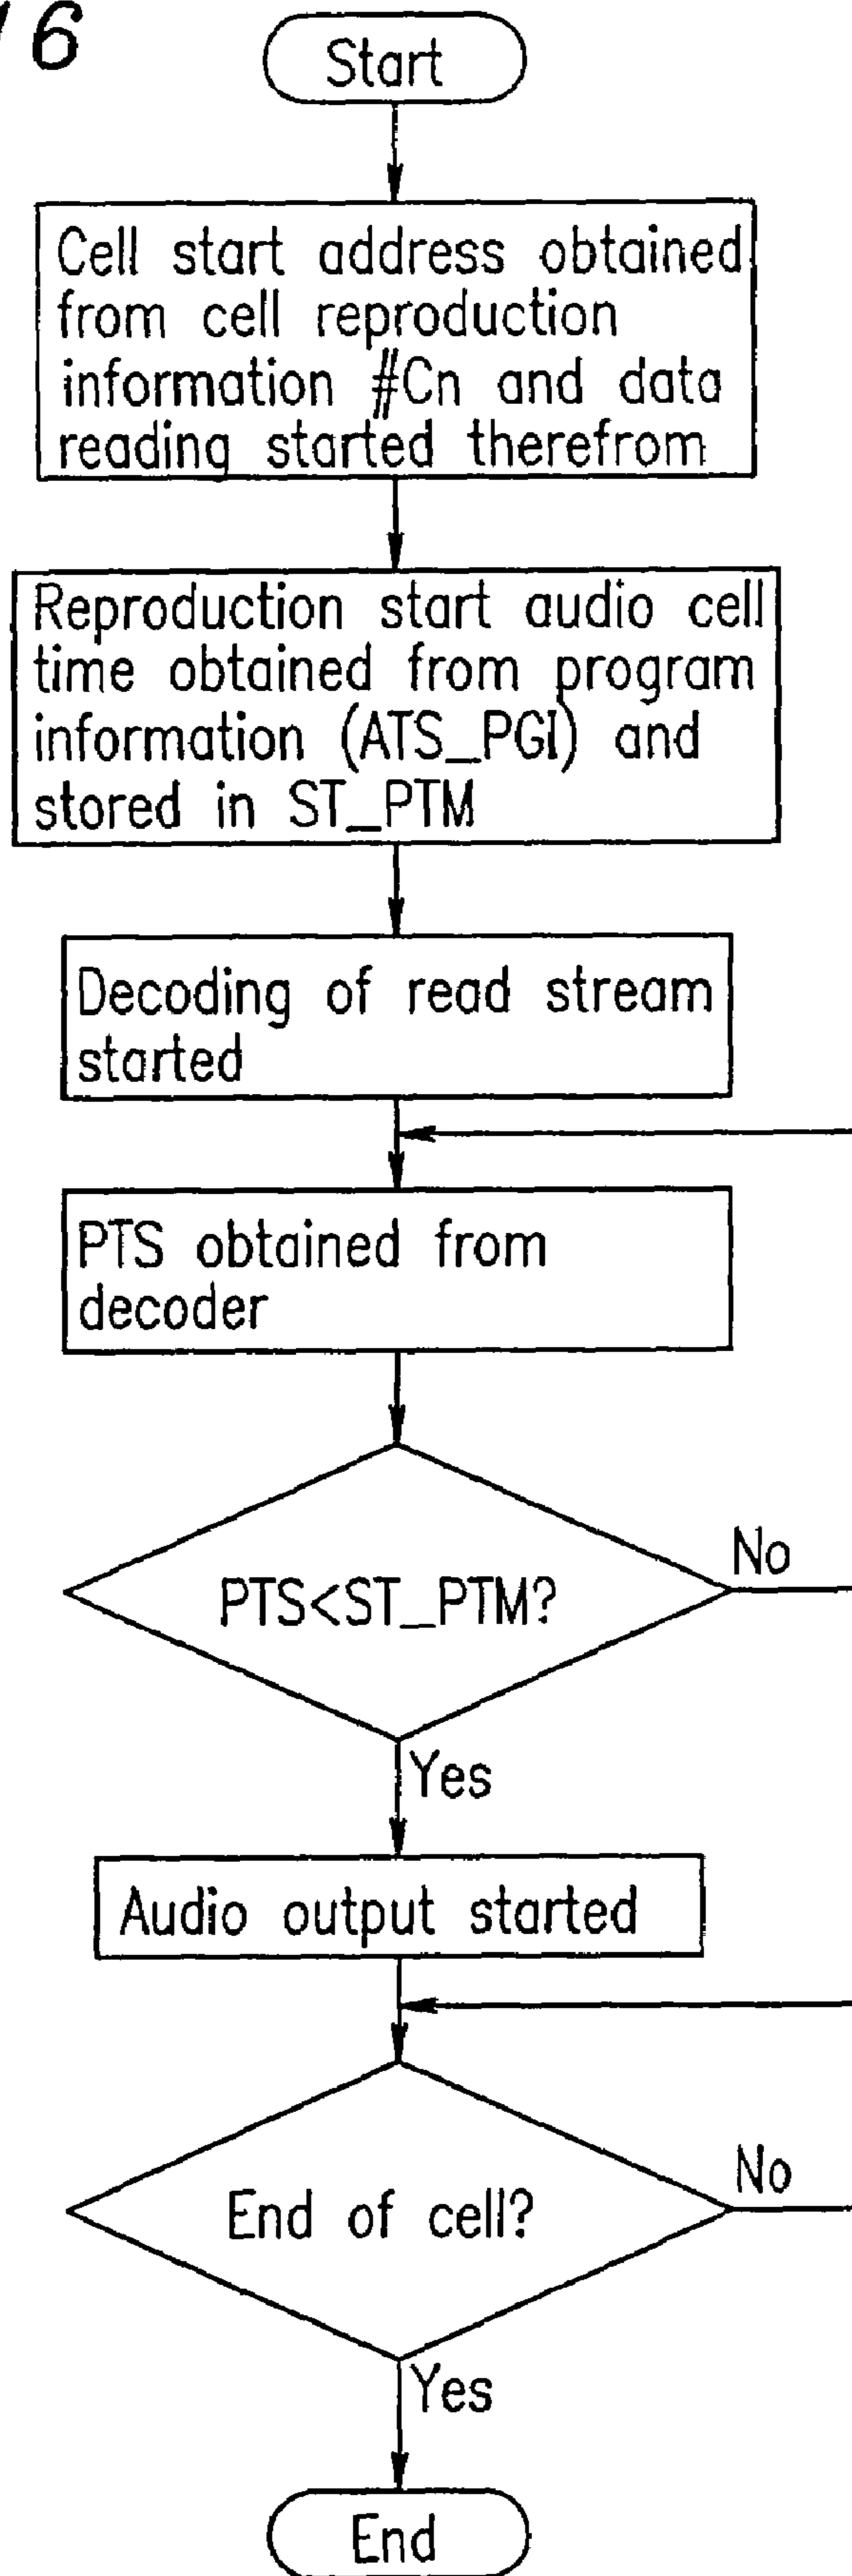 16
Start
Cell start address obtained
from cell reproduction
information #Cn and data
reading started therefrom
Reproduction start audio cell
time obtained from program
information (ATS_PGI) and
stored in ST_PTM
Decoding of read stream
started
PTS obtained from
decoder
PTS<ST_PTM?
No
Yes
Audio output started
End of cell?
No
Yes
End